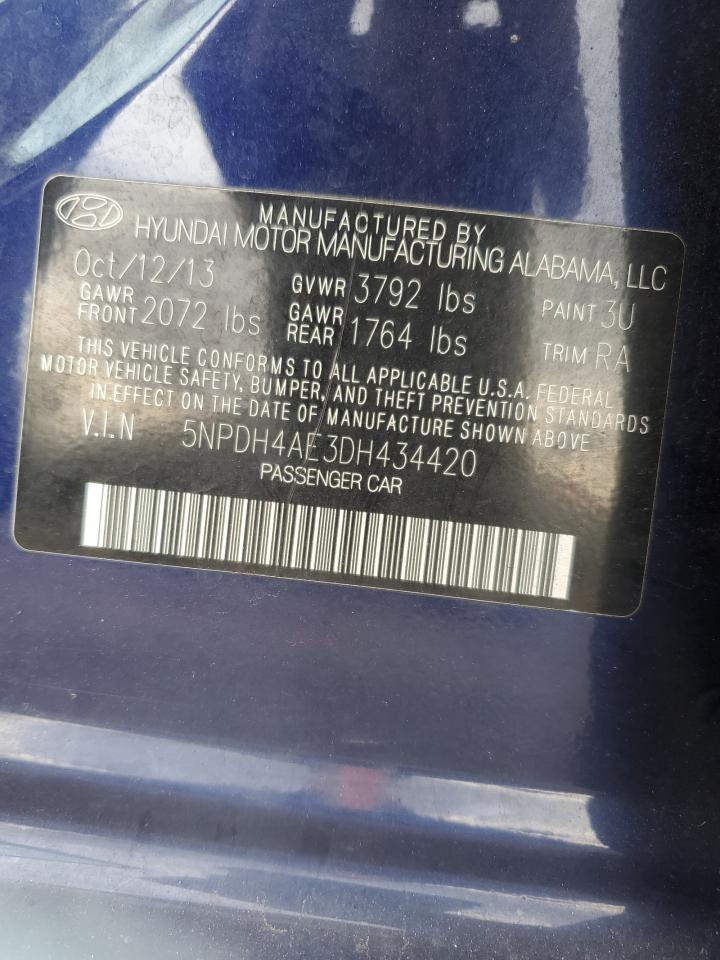 MANUFACTURED BY
HYUNDAI MOTOR MANUFACTURING ALABAMA, LLC
Oct/12/13 GVWR 3792 lbs PAINT 3U
GAWR FRONT 2072 lbs GAWR REAR 1764 lbs TRIM RA
THIS VEHICLE CONFORMS TO ALL APPLICABLE U.S.A. FEDERAL
MOTOR VEHICLE SAFETY, BUMPER, AND THEFT PREVENTION STANDARDS
IN EFFECT ON THE DATE OF MANUFACTURE SHOWN ABOVE
V.I.N 5NPDH4AE3DH434420
PASSENGER CAR